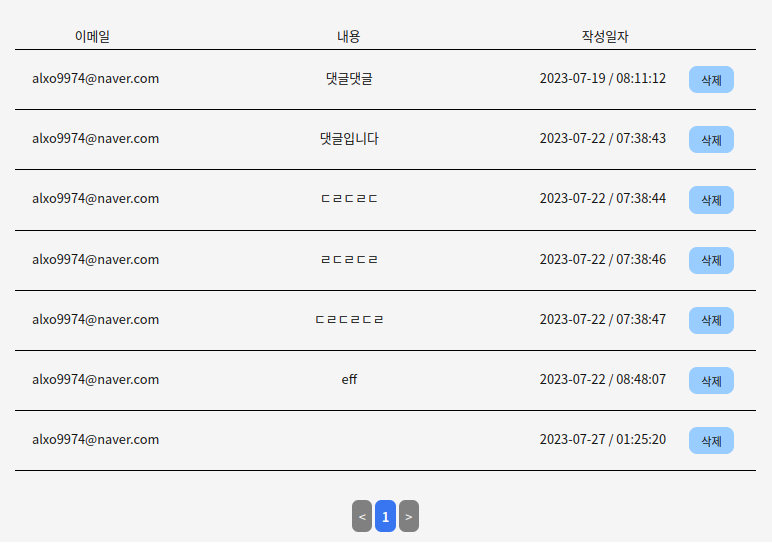 이메일 내용 작성일자
alxo9974@naver.com 댓글댓글 2023-07-19 / 08:11:12 삭제
alxo9974@naver.com 댓글입니다 2023-07-22 / 07:38:43 삭제
alxo9974@naver.com ㄷㄹㄷㄹㄷ 2023-07-22 / 07:38:44 삭제
alxo9974@naver.com ㄹㄷㄹㄷㄹ 2023-07-22 / 07:38:46 삭제
alxo9974@naver.com ㄷㄹㄷㄹㄷㄹ 2023-07-22 / 07:38:47 삭제
alxo9974@naver.com eff 2023-07-22 / 08:48:07 삭제
alxo9974@naver.com 2023-07-27 / 01:25:20 삭제
< 1 >